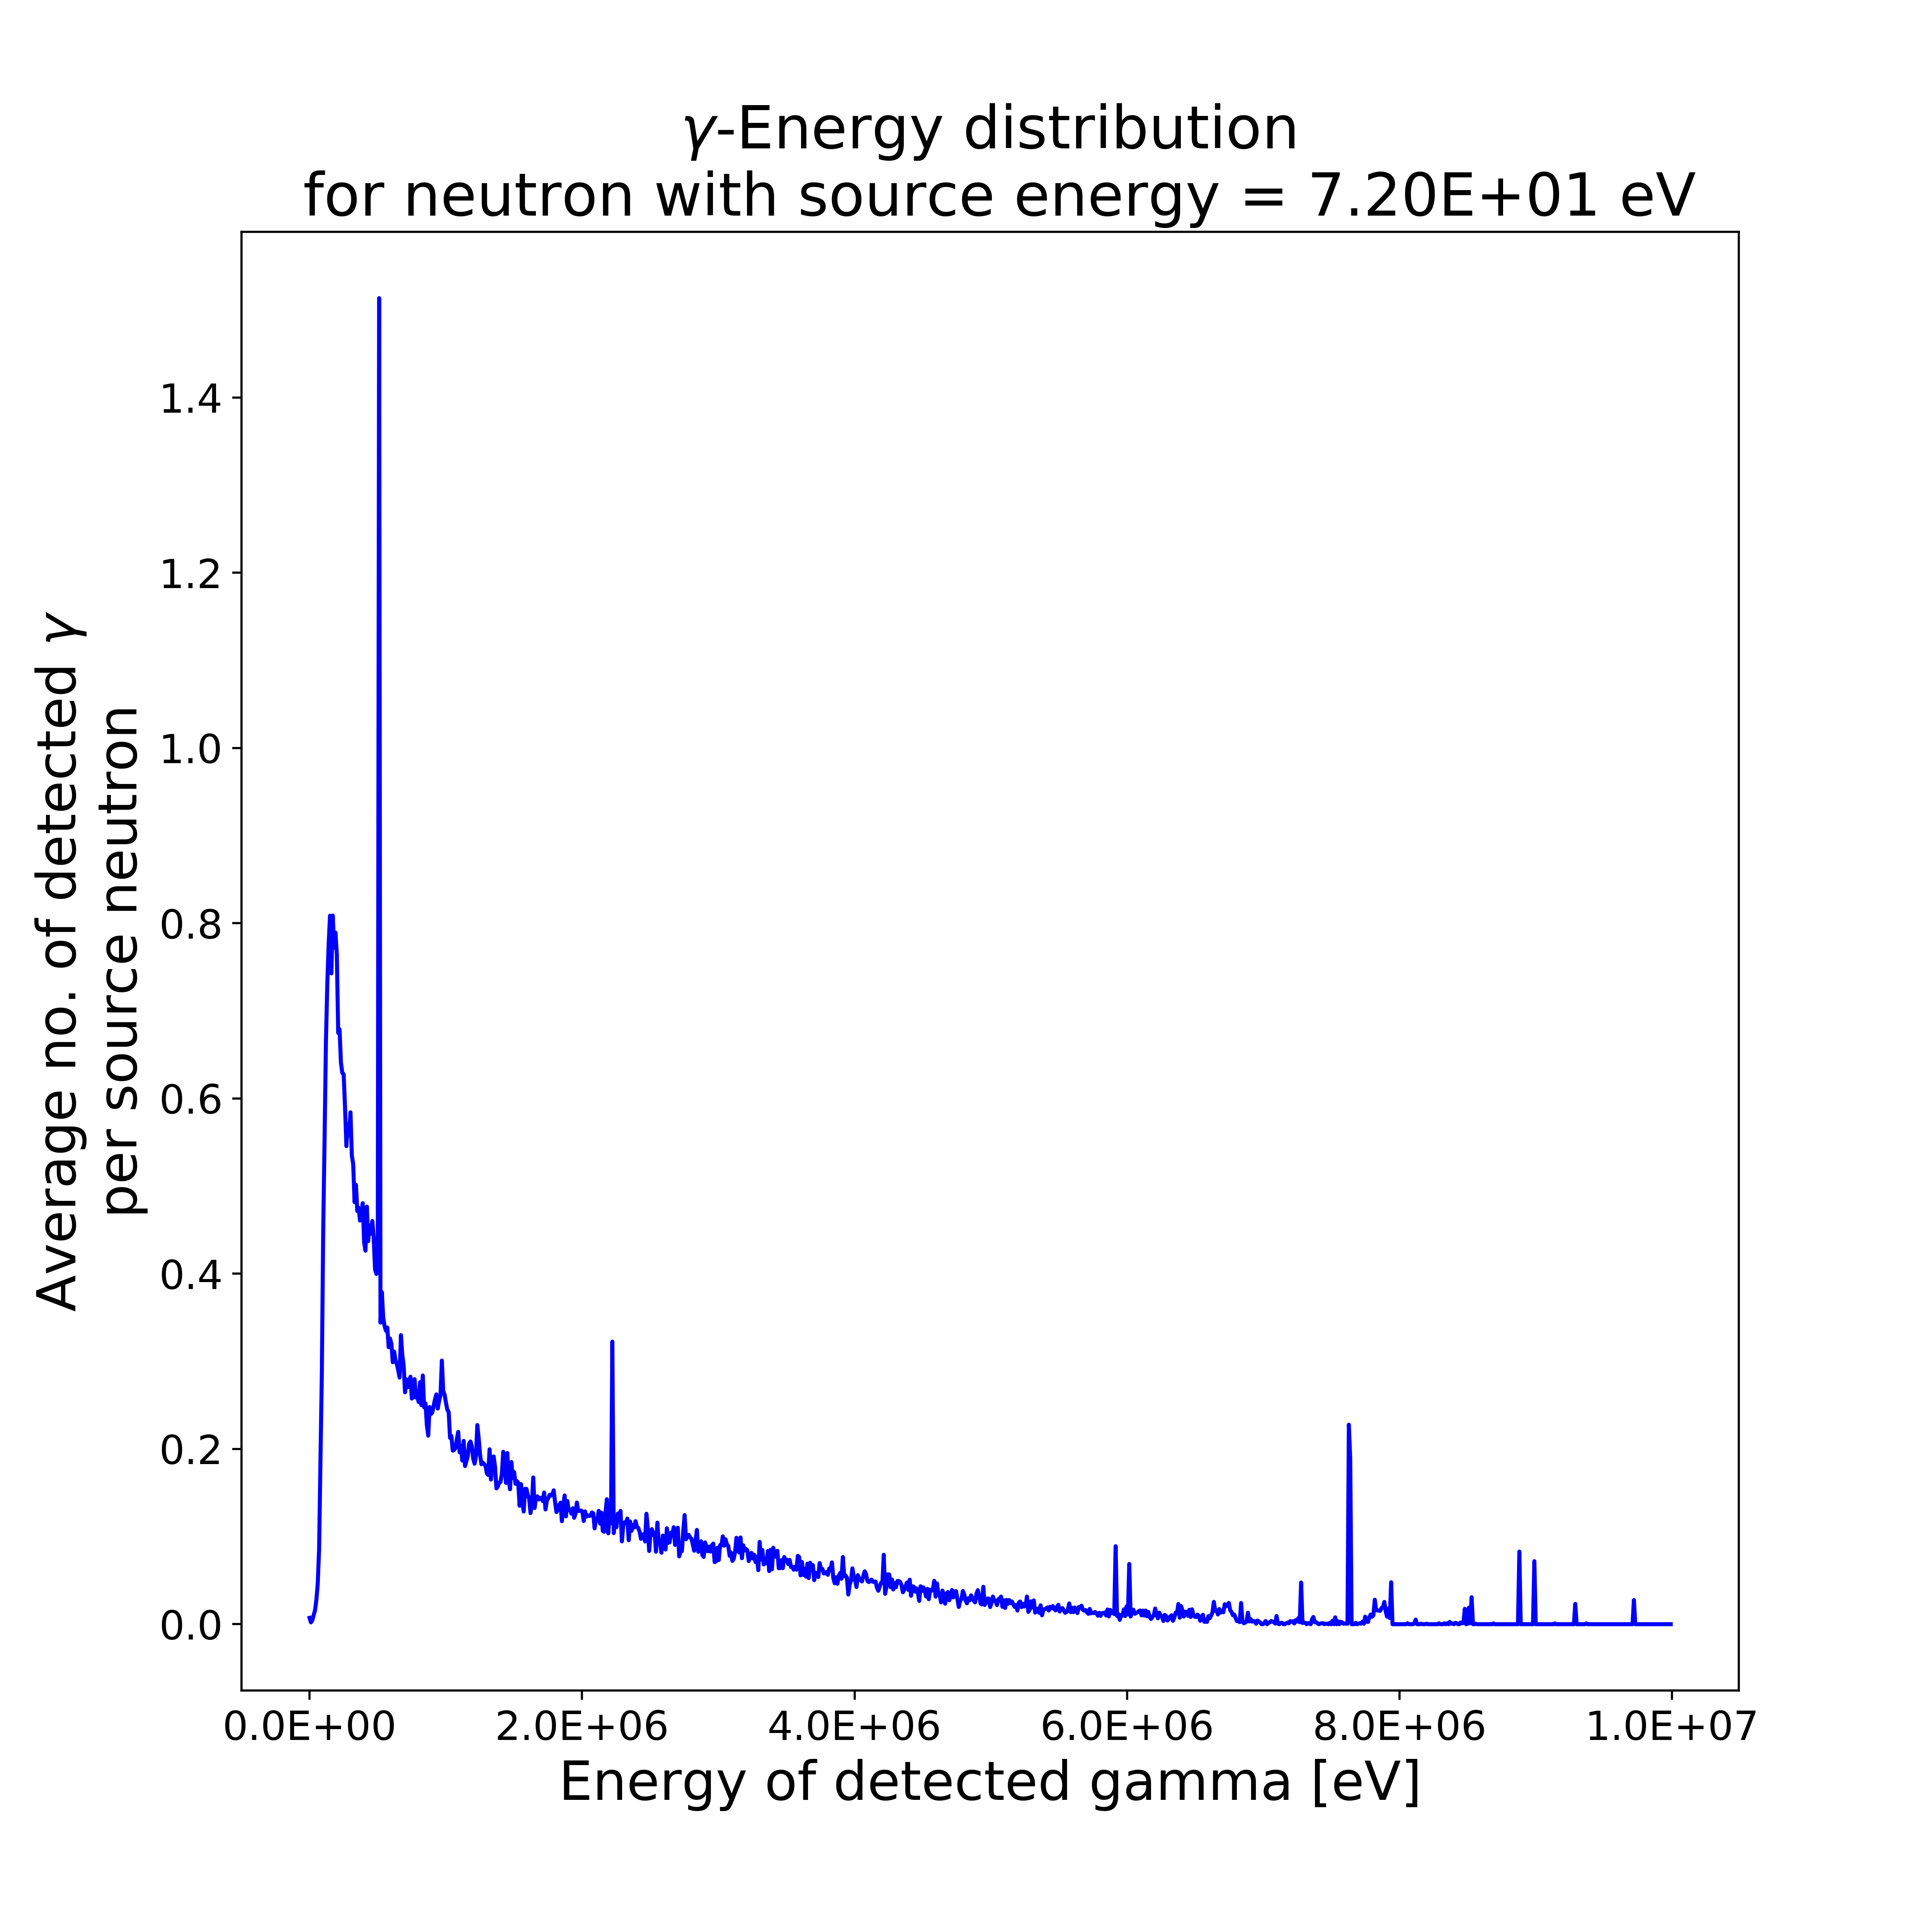 γ-Energy distribution
for neutron with source energy = 7.20E+01 eV
Average no. of detected γ
per source neutron
1.4
1.2
1.0
0.8
0.6
0.4
0.2
0.0
0.0E+00 2.0E+06 4.0E+06 6.0E+06 8.0E+06 1.0E+07
Energy of detected gamma [eV]